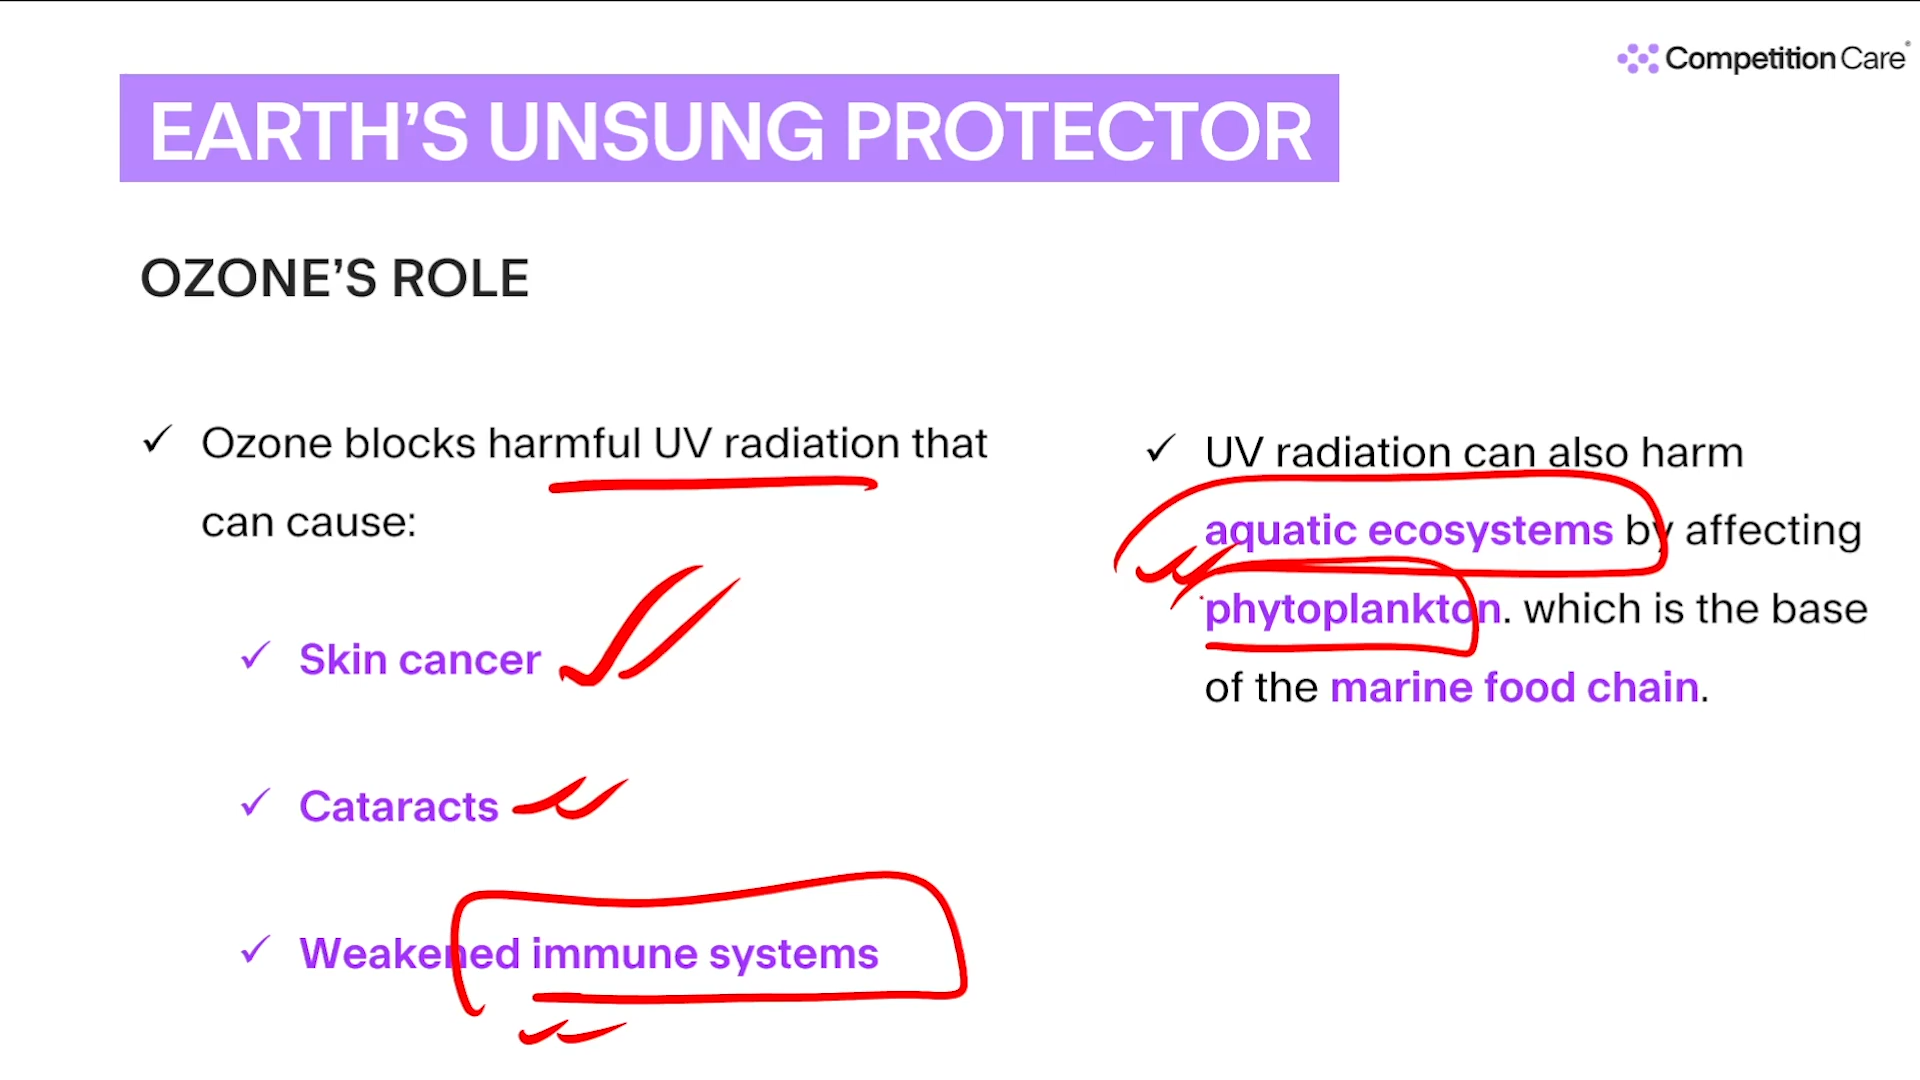 Competition Care
EARTH’S UNSUNG PROTECTOR
OZONE’S ROLE
Ozone blocks harmful UV radiation that
can cause:
Skin cancer
Cataracts
Weakened immune systems
UV radiation can also harm
aquatic ecosystems by affecting
phytoplankton. which is the base
of the marine food chain.